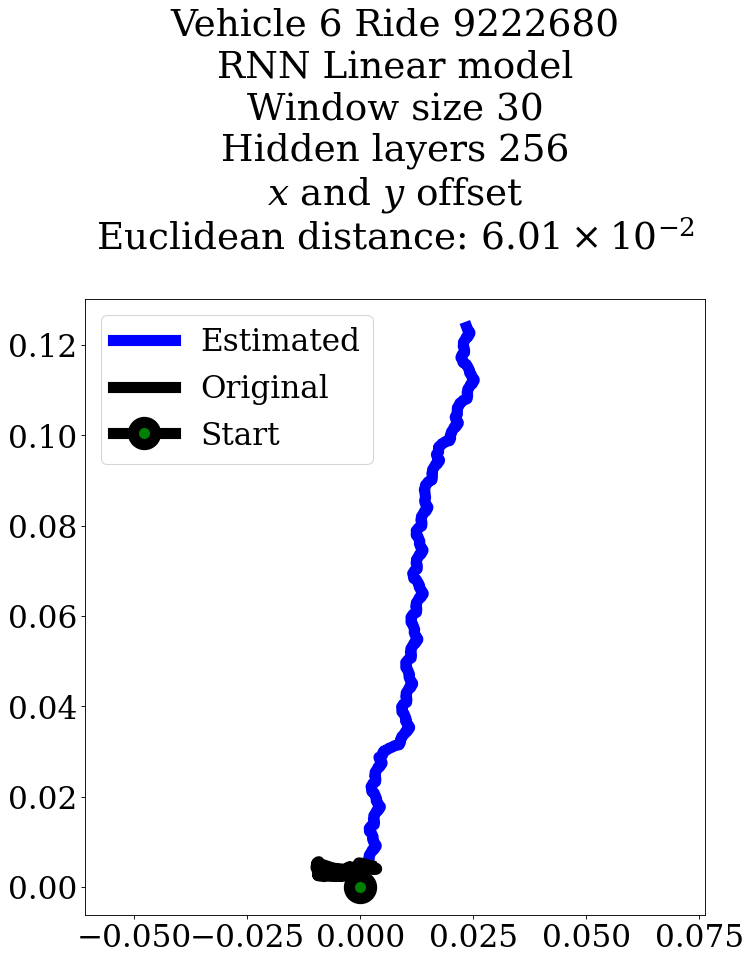 Vehicle 6 Ride 9222680
RNN Linear model
Window size 30
Hidden layers 256
x and y offset
Euclidean distance: 6.01 × 10⁻²
Estimated
Original
Start
0.12
0.10
0.08
0.06
0.04
0.02
0.00
−0.050 −0.025 0.000 0.025 0.050 0.075